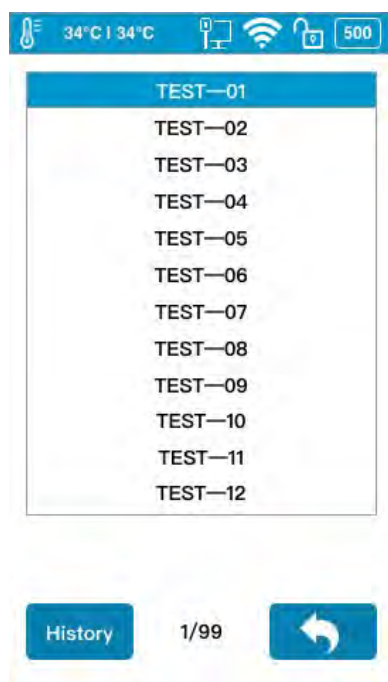 34°C | 34°C 500
TEST—01
TEST—02
TEST—03
TEST—04
TEST—05
TEST—06
TEST—07
TEST—08
TEST—09
TEST—10
TEST—11
TEST—12
History 1/99